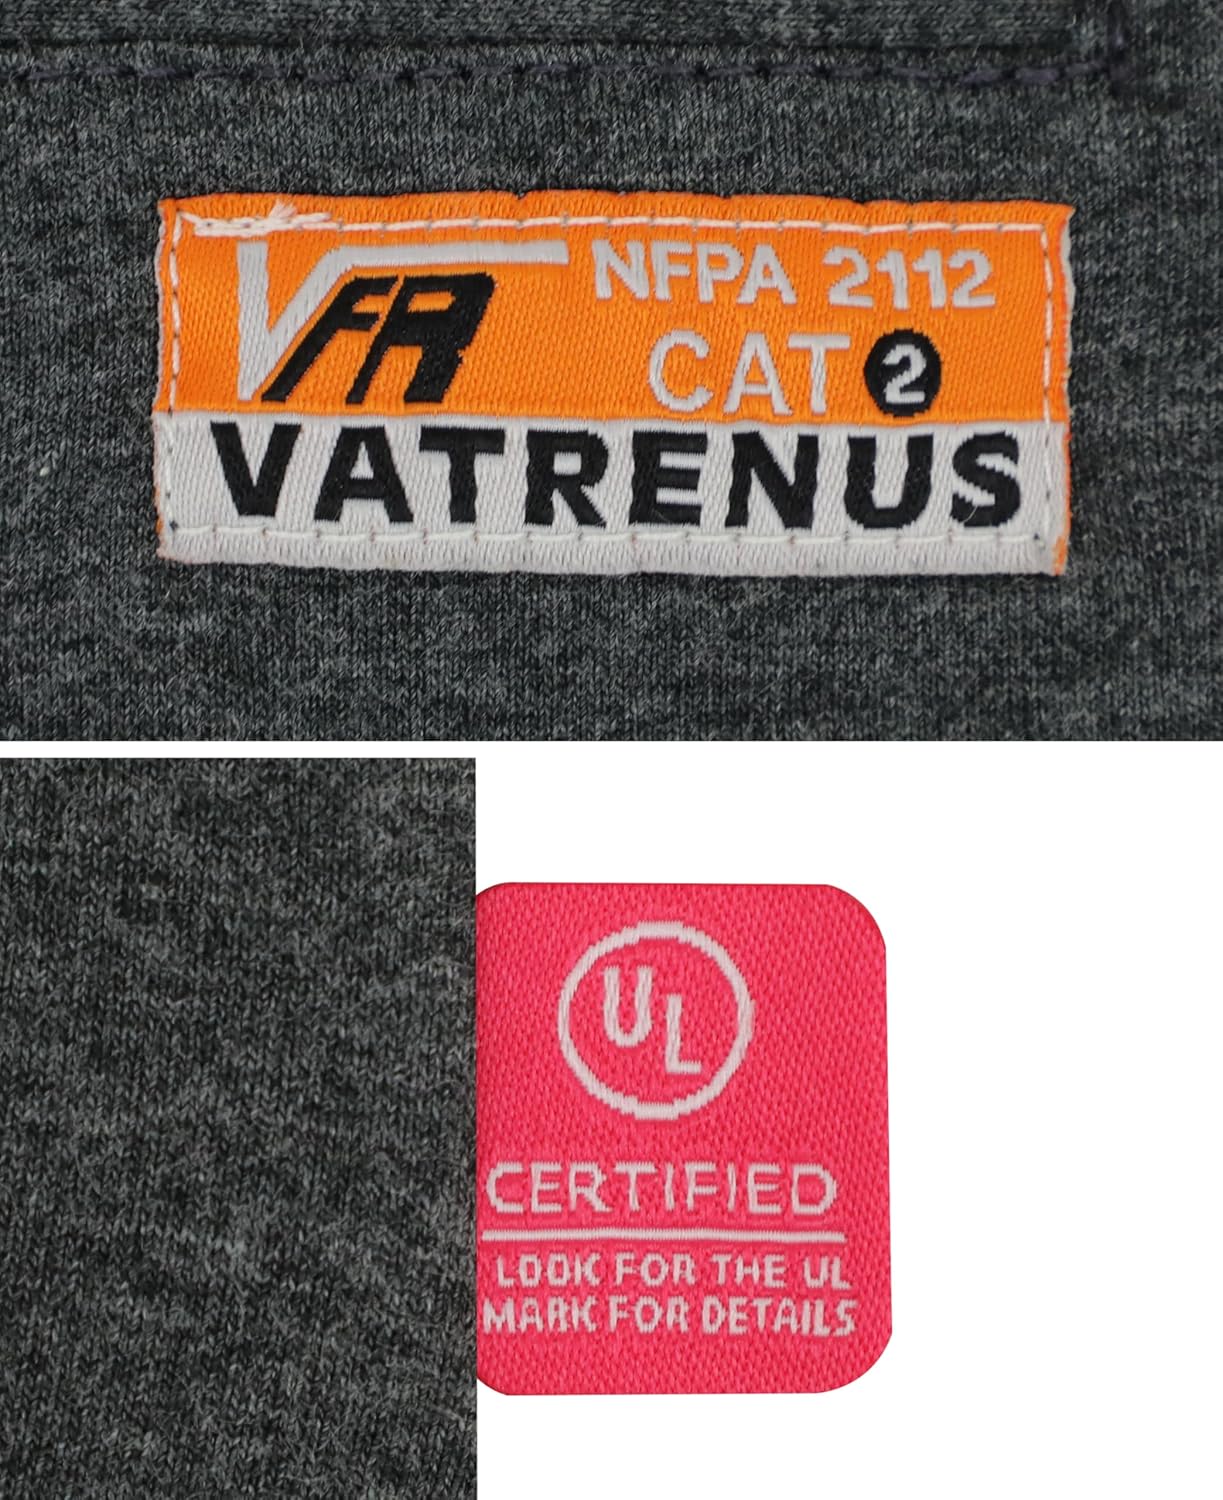 VFR NFPA 2112
CAT 2
VATRENUS
UL
CERTIFIED
LOOK FOR THE UL
MARK FOR DETAILS